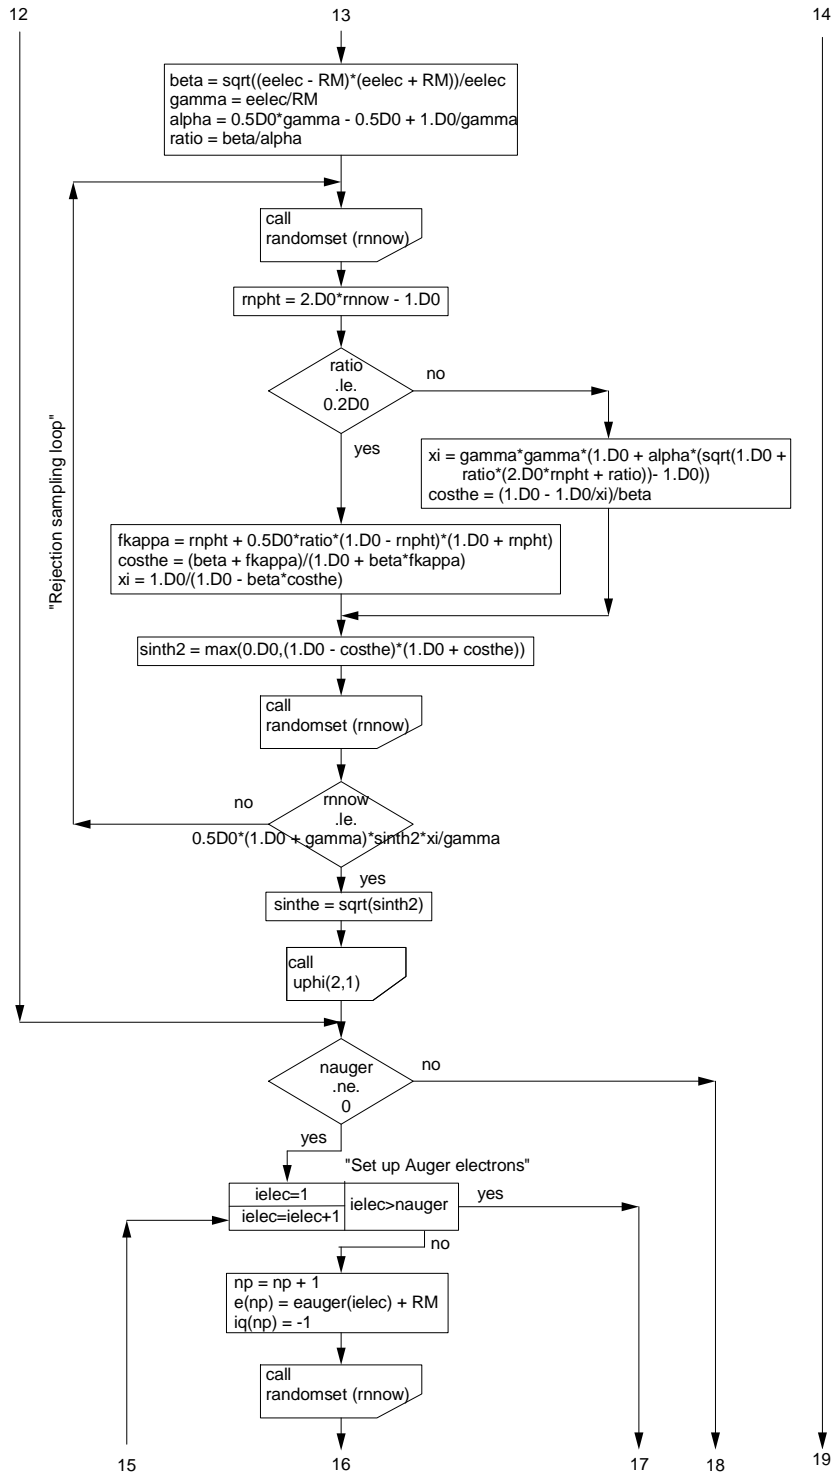 12
13
14
beta = sqrt((eelec - RM)*(eelec + RM))/eelec
gamma = eelec/RM
alpha = 0.5D0*gamma - 0.5D0 + 1.D0/gamma
ratio = beta/alpha
call
randomset (rnnow)
rnpht = 2.D0*rnnow - 1.D0
ratio
.le.
0.2D0
no
yes
"Rejection sampling loop"
xi = gamma*gamma*(1.D0 + alpha*(sqrt(1.D0 +
ratio*(2.D0*rnpht + ratio))- 1.D0))
costhe = (1.D0 - 1.D0/xi)/beta
fkappa = rnpht + 0.5D0*ratio*(1.D0 - rnpht)*(1.D0 + rnpht)
costhe = (beta + fkappa)/(1.D0 + beta*fkappa)
xi = 1.D0/(1.D0 - beta*costhe)
sinth2 = max(0.D0,(1.D0 - costhe)*(1.D0 + costhe))
call
randomset (rnnow)
no
rnnow
.le.
0.5D0*(1.D0 + gamma)*sinth2*xi/gamma
yes
sinthe = sqrt(sinth2)
call
uphi(2,1)
nauger
.ne.
0
no
yes
"Set up Auger electrons"
ielec=1
ielec=ielec+1
ielec>nauger
yes
no
np = np + 1
e(np) = eauger(ielec) + RM
iq(np) = -1
call
randomset (rnnow)
15
16
17
18
19